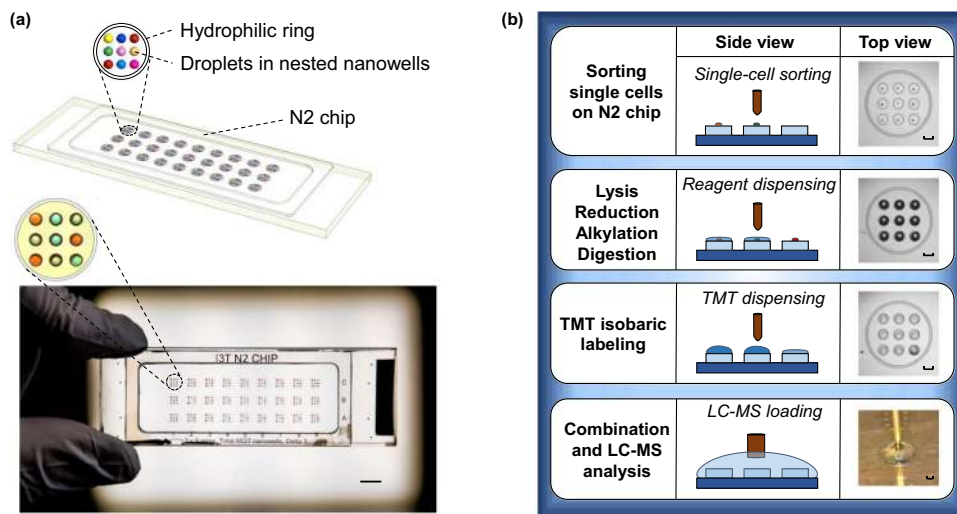 (a)
Hydrophilic ring
Droplets in nested nanowells
N2 chip
I3T N2 CHIP
C
B
A
(b)
Side view
Top view
Sorting
single cells
on N2 chip
Single-cell sorting
Lysis
Reduction
Alkylation
Digestion
Reagent dispensing
TMT isobaric
labeling
TMT dispensing
Combination
and LC-MS
analysis
LC-MS loading